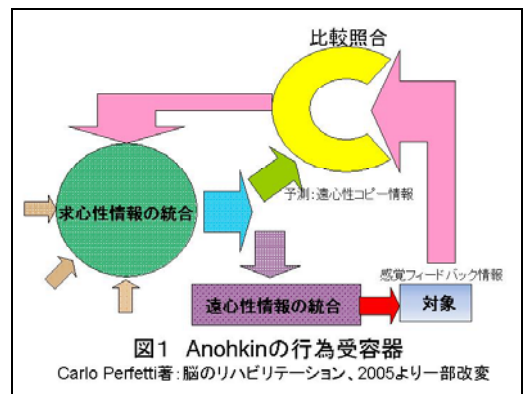 比較照合
求心性情報の統合
予測:遠心性コピー情報
感覚フィードバック情報
遠心性情報の統合
対象
図1 Anohkinの行為受容器
Carlo Perfetti著:脳のリハビリテーション、2005より一部改変